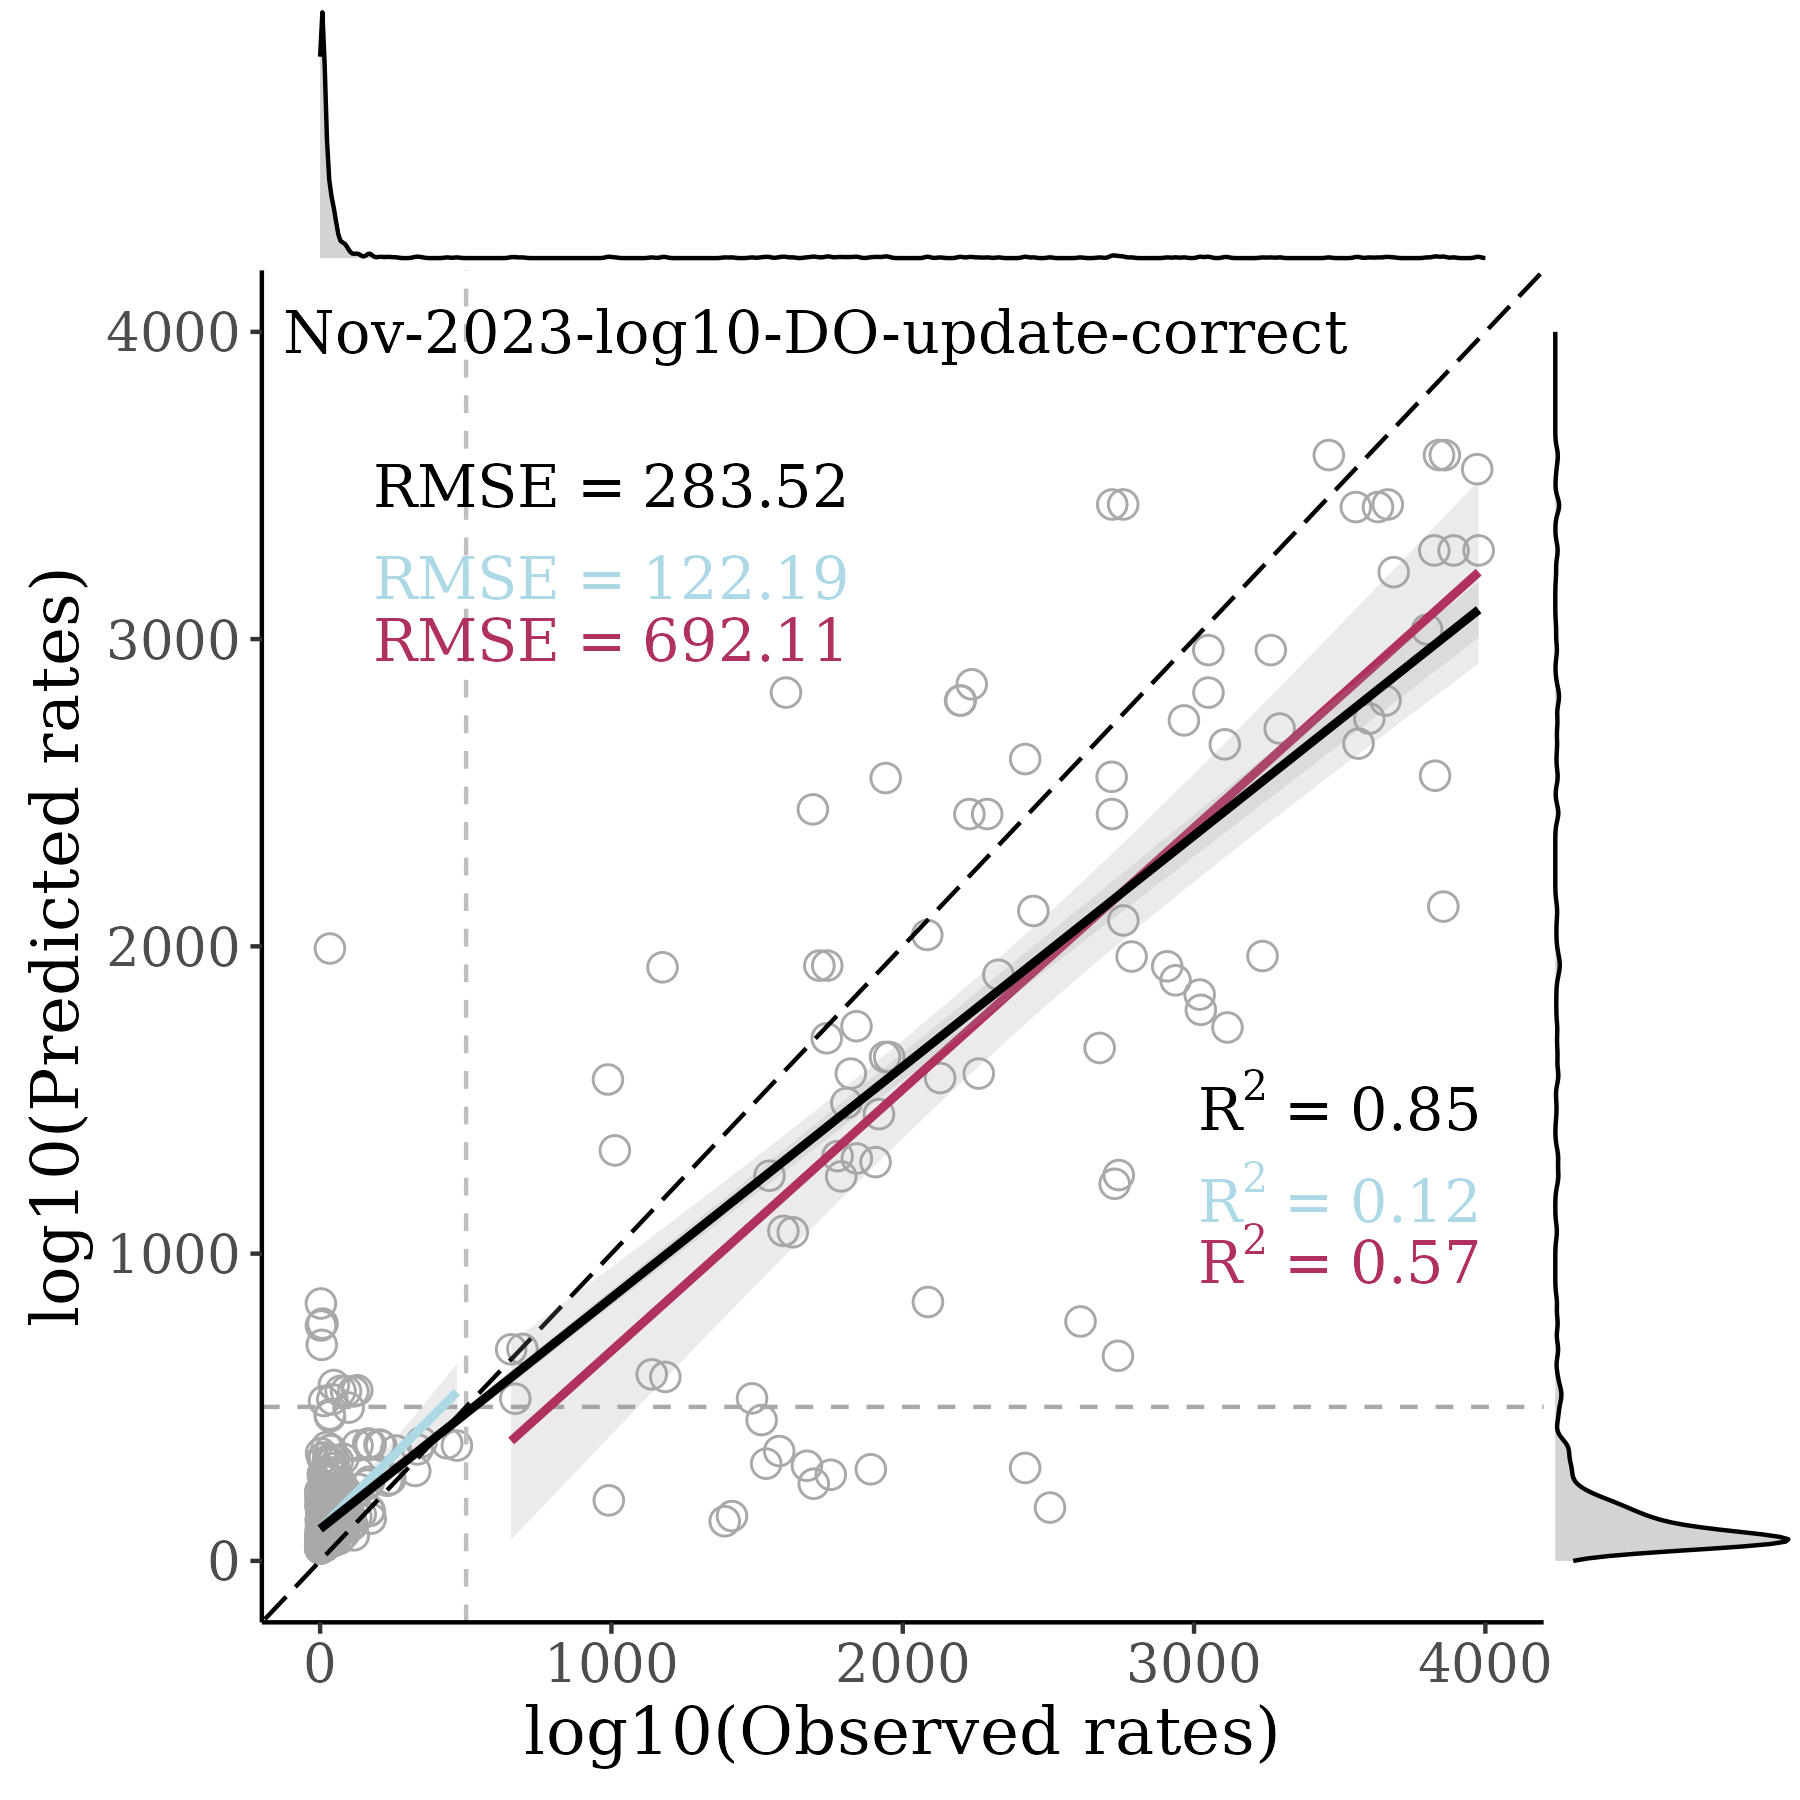 Nov-2023-log10-DO-update-correct
RMSE = 283.52
RMSE = 122.19
RMSE = 692.11
R² = 0.85
R² = 0.12
R² = 0.57
log10(Predicted rates)
4000
3000
2000
1000
0
0 1000 2000 3000 4000
log10(Observed rates)